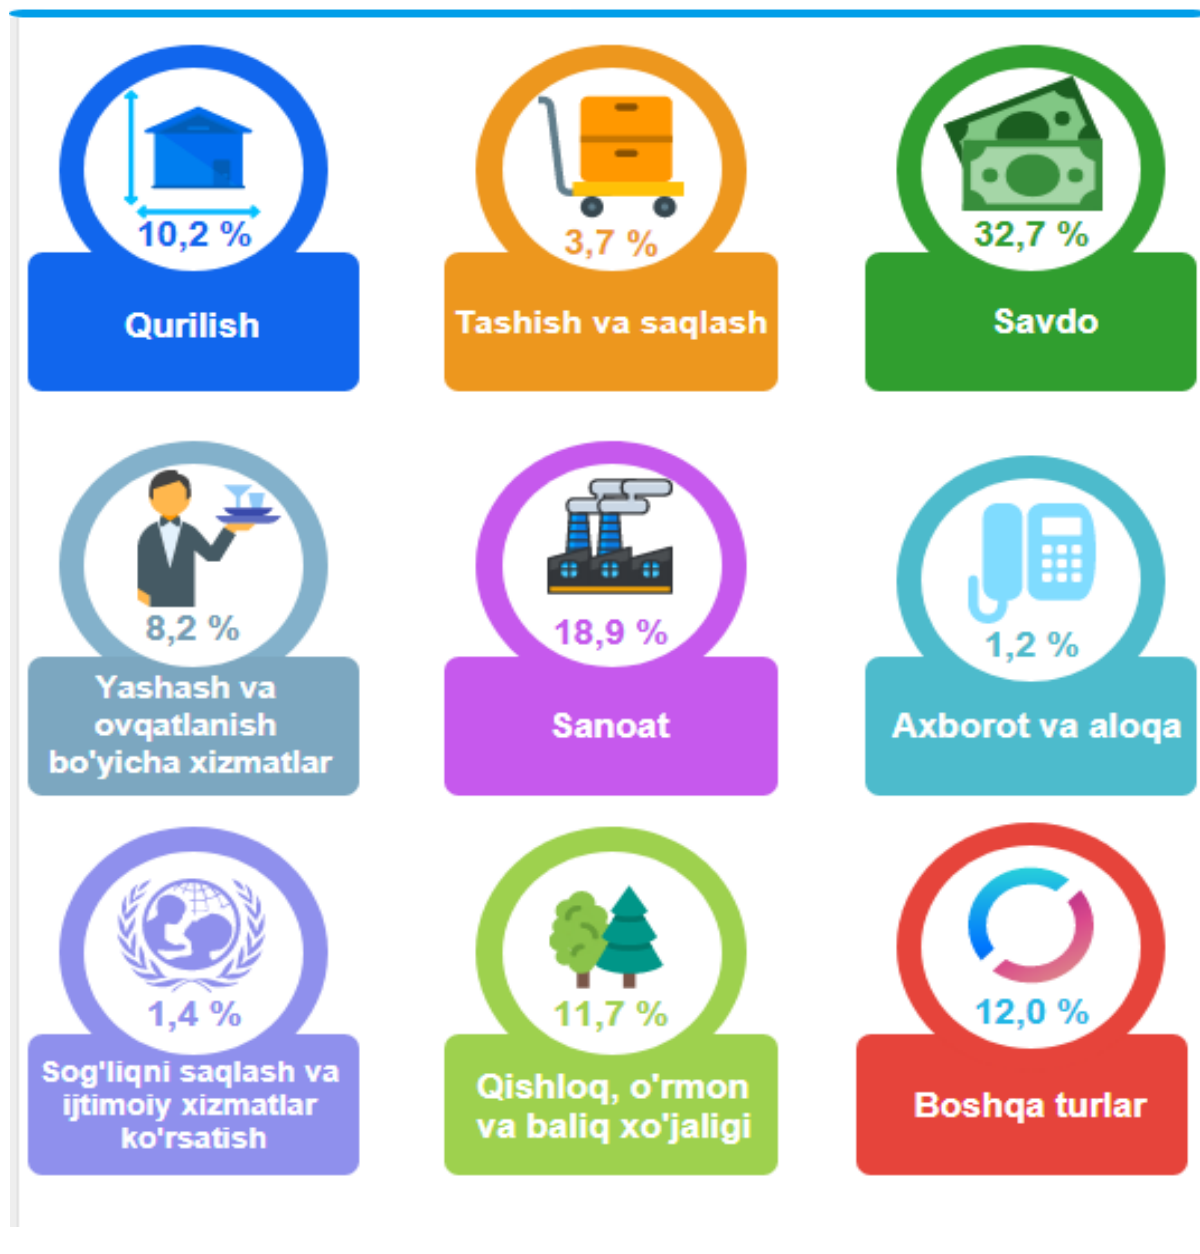 10,2 %
Qurilish
3,7 %
Tashish va saqlash
32,7 %
Savdo
8,2 %
Yashash va
ovqatlanish
bo'yicha xizmatlar
18,9 %
Sanoat
1,2 %
Axborot va aloqa
1,4 %
Sog'liqni saqlash va
ijtimoiy xizmatlar
ko'rsatish
11,7 %
Qishloq, o'rmon
va baliq xo'jaligi
12,0 %
Boshqa turlar